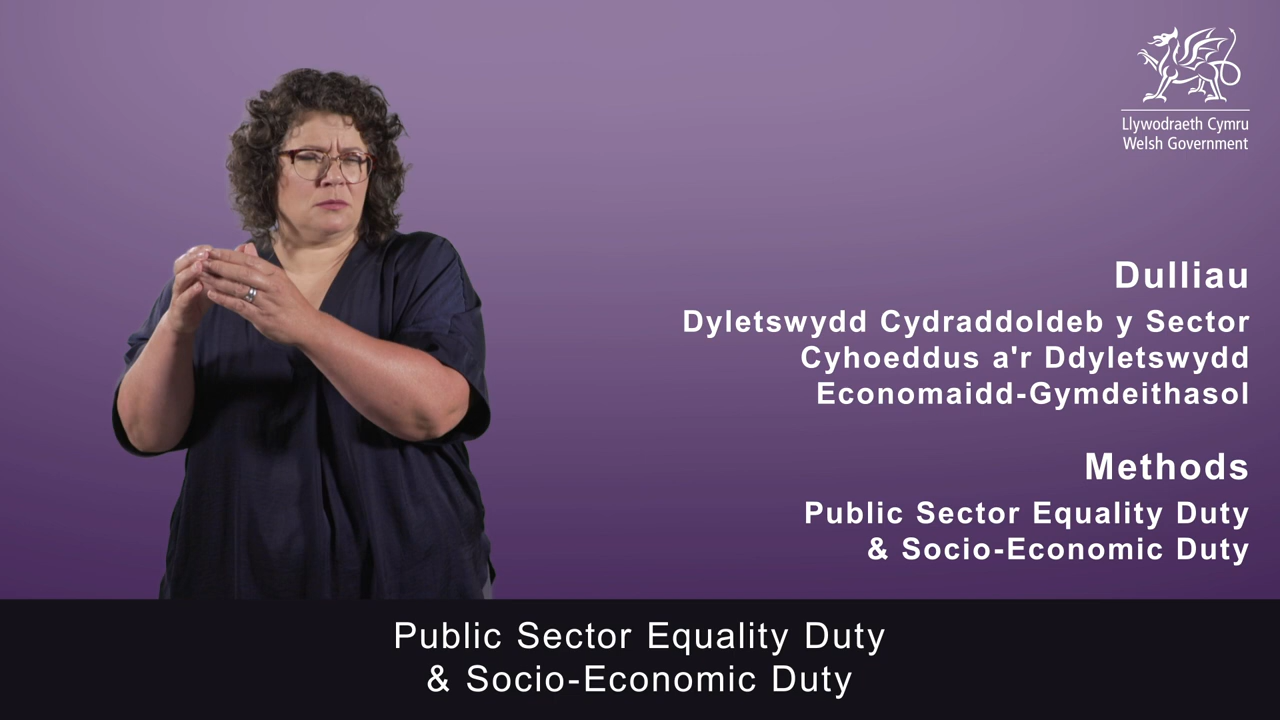 Llywodraeth Cymru
Welsh Government
Dulliau
Dyletswydd Cydraddoldeb y Sector
Cyhoeddus a'r Ddyletswydd
Economaidd-Gymdeithasol
Methods
Public Sector Equality Duty
& Socio-Economic Duty
Public Sector Equality Duty
& Socio-Economic Duty